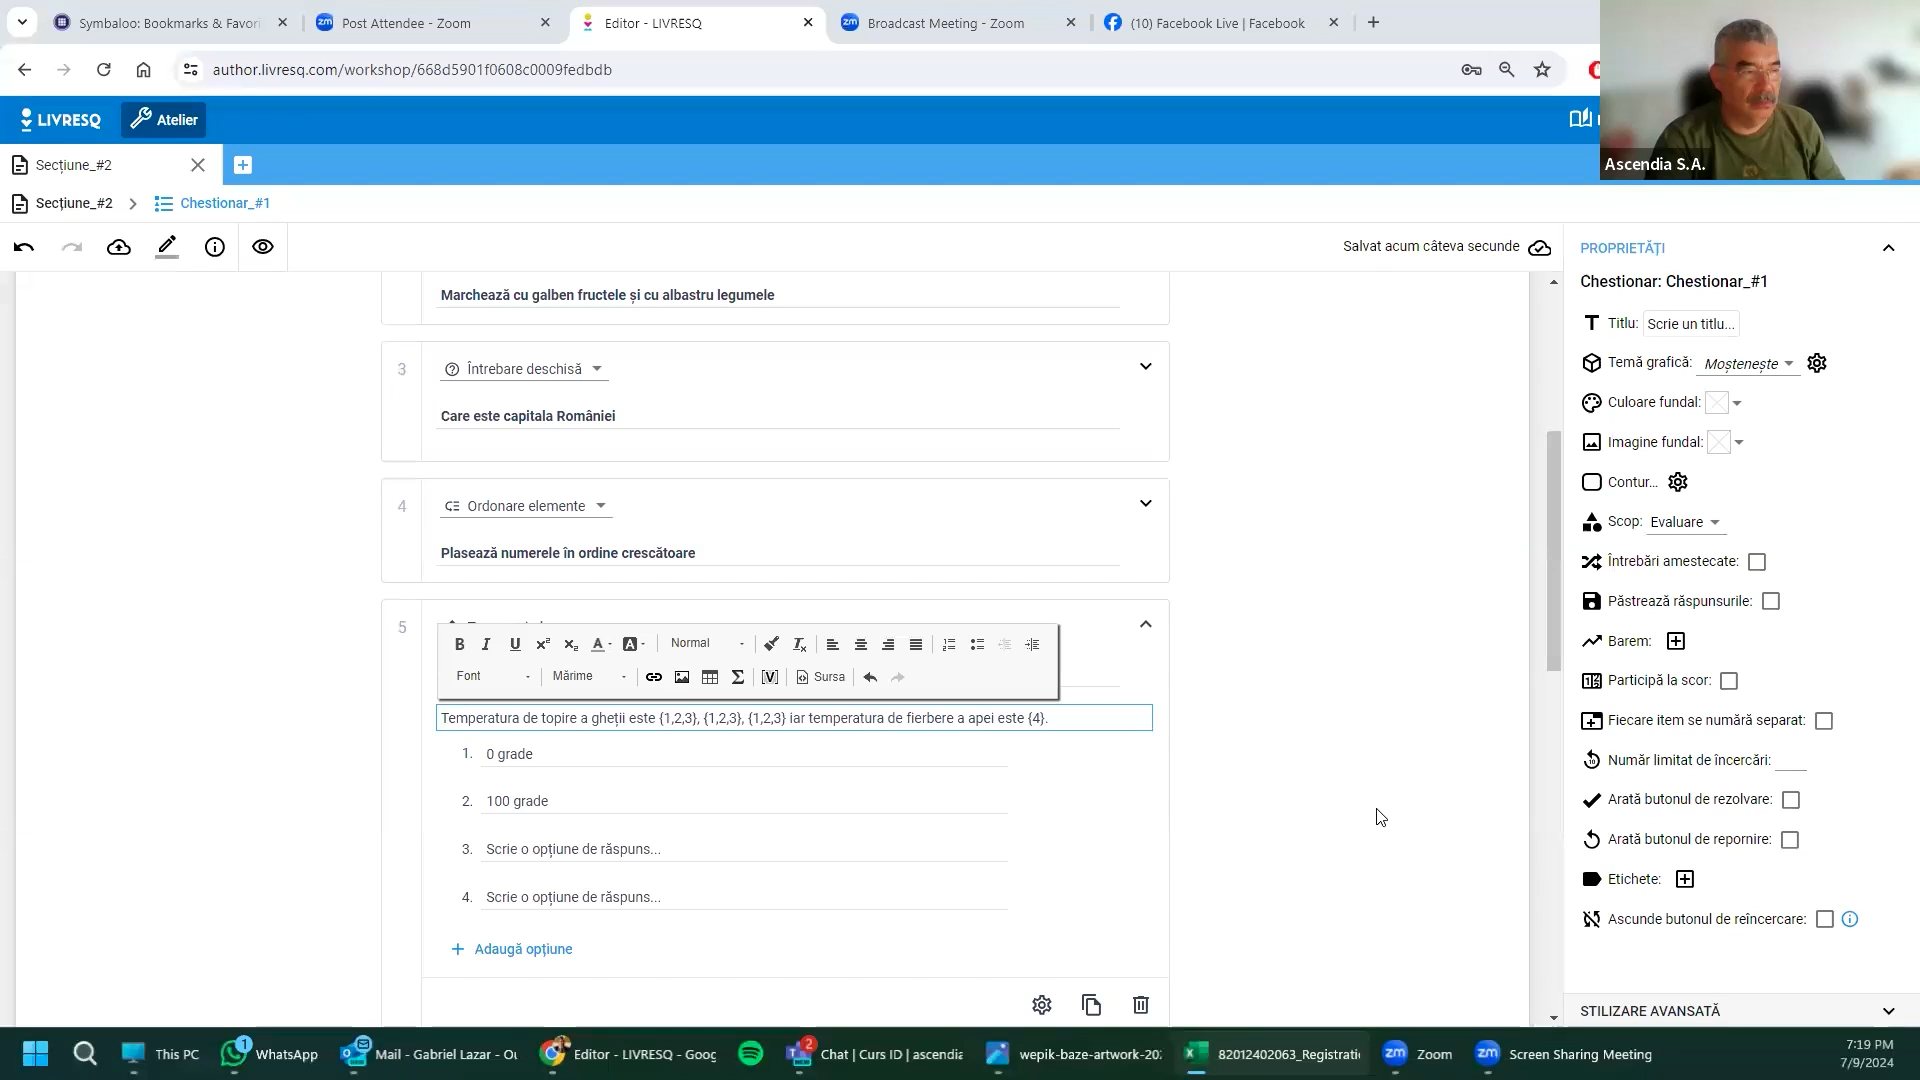 Symbaloo: Bookmarks & Favori
Post Attendee - Zoom
Editor - LIVRESQ
Broadcast Meeting - Zoom
(10) Facebook Live | Facebook
author.livresq.com/workshop/668d5901f0608c0009fedbdb
LIVRESQ
Atelier
Ascendia S.A.
Secțiune_#2
Secțiune_#2
Chestionar_#1
Salvat acum câteva secunde
Marchează cu galben fructele și cu albastru legumele
3
Întrebare deschisă
Care este capitala României
4
Ordonare elemente
Plasează numerele în ordine crescătoare
5
Normal
Font
Mărime
Sursa
Temperatura de topire a gheții este {1,2,3}, {1,2,3}, {1,2,3} iar temperatura de fierbere a apei este {4}.
1. 0 grade
2. 100 grade
3. Scrie o opțiune de răspuns...
4. Scrie o opțiune de răspuns...
Adaugă opțiune
PROPRIETĂȚI
Chestionar: Chestionar_#1
Titlu: Scrie un titlu...
Temă grafică: Moștenește
Culoare fundal:
Imagine fundal:
Contur...
Scop: Evaluare
Întrebări amestecate:
Păstrează răspunsurile:
Barem:
Participă la scor:
Fiecare item se numără separat:
Număr limitat de încercări:
Arată butonul de rezolvare:
Arată butonul de repornire:
Etichete:
Ascunde butonul de reîncercare:
STILIZARE AVANSATĂ
This PC
1
WhatsApp
Mail - Gabriel Lazar - Ou
Editor - LIVRESQ - Goog
2
Chat | Curs ID | ascendia
wepik-baze-artwork-202
82012402063_Registrati
Zoom
Screen Sharing Meeting
7:19 PM
7/9/2024